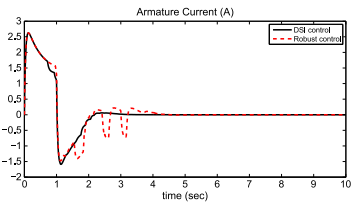 Armature Current (A)
DSI control
Robust control
3
2.5
2
1.5
1
0.5
0
−0.5
−1
−1.5
−2
0 1 2 3 4 5 6 7 8 9 10
time (sec)